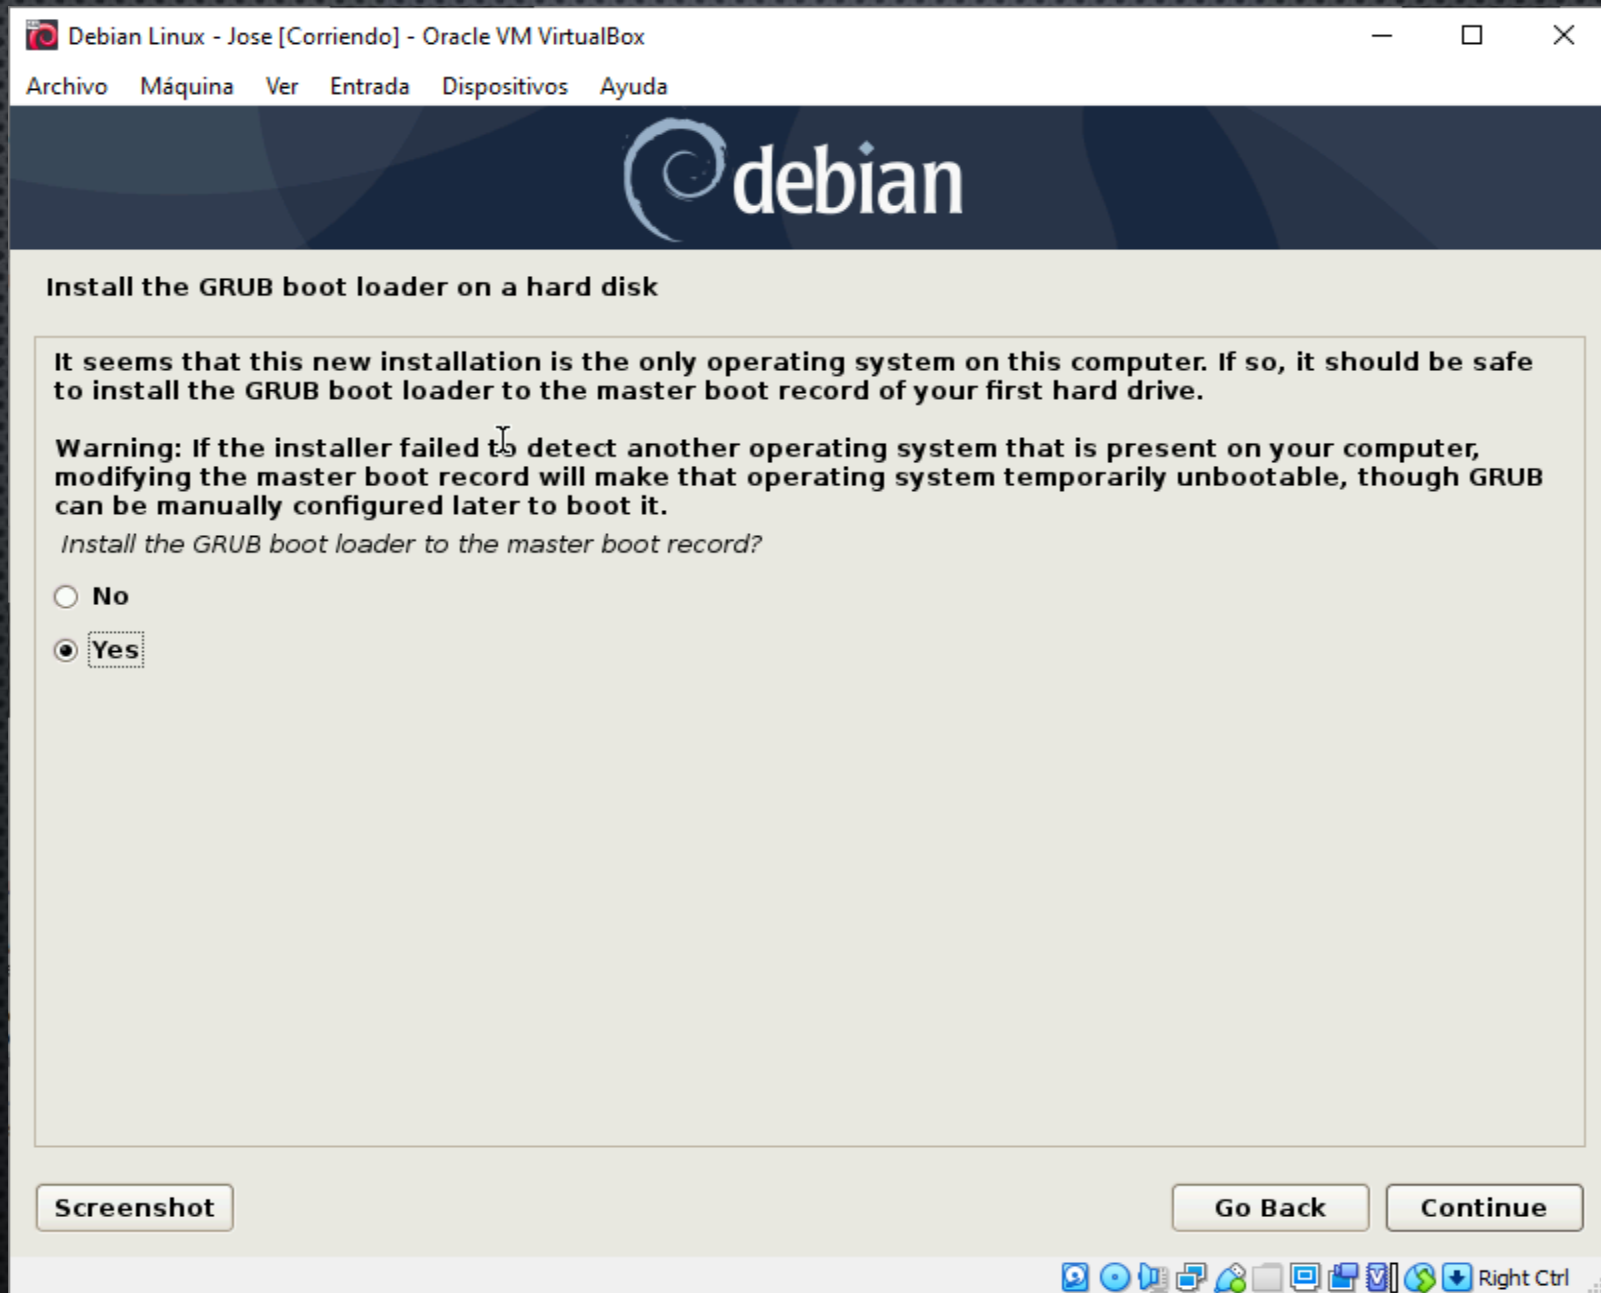 Debian Linux - Jose [Corriendo] - Oracle VM VirtualBox
Archivo Máquina Ver Entrada Dispositivos Ayuda
debian
Install the GRUB boot loader on a hard disk
It seems that this new installation is the only operating system on this computer. If so, it should be safe
to install the GRUB boot loader to the master boot record of your first hard drive.
Warning: If the installer failed to detect another operating system that is present on your computer,
modifying the master boot record will make that operating system temporarily unbootable, though GRUB
can be manually configured later to boot it.
Install the GRUB boot loader to the master boot record?
No
Yes
Screenshot Go Back Continue
Right Ctrl